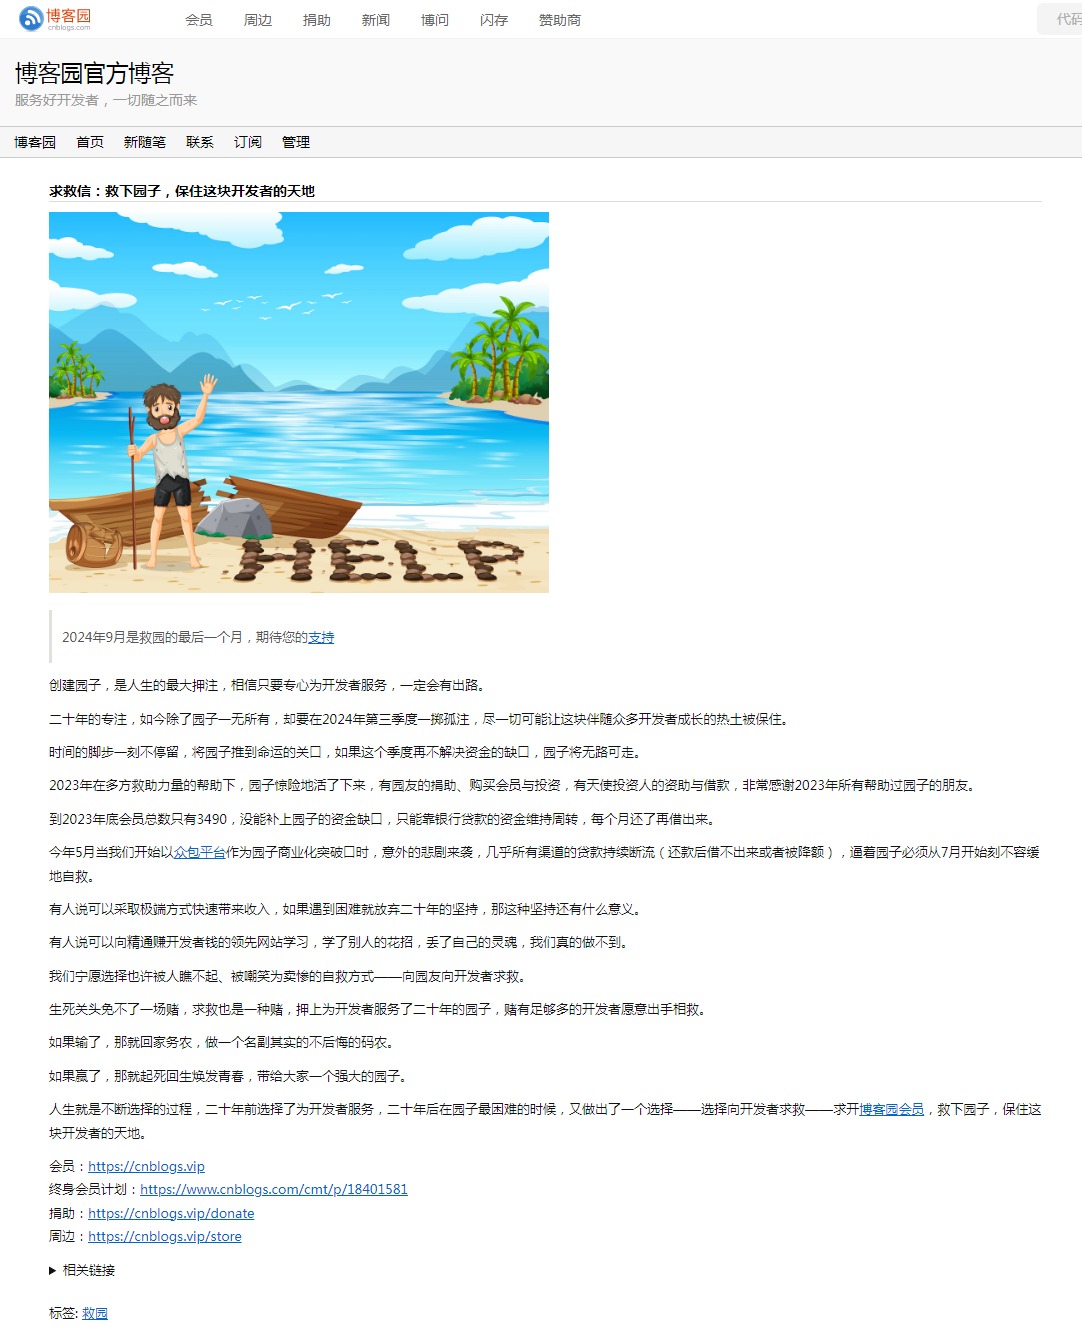 博客园
cnblogs.com
会员 周边 捐助 新闻 博问 闪存 赞助商
代码
博客园官方博客
服务好开发者，一切随之而来
博客园 首页 新随笔 联系 订阅 管理
求救信：救下园子，保住这块开发者的天地
HELP
2024年9月是救园的最后一个月，期待您的支持
创建园子，是人生的最大押注，相信只要专心为开发者服务，一定会有出路。
二十年的专注，如今除了园子一无所有，却要在2024年第三季度一掷孤注，尽一切可能让这块伴随众多开发者成长的热土被保住。
时间的脚步一刻不停留，将园子推到命运的关口，如果这个季度再不解决资金的缺口，园子将无路可走。
2023年在多方救助力量的帮助下，园子惊险地活了下来，有园友的捐助、购买会员与投资，有天使投资人的资助与借款，非常感谢2023年所有帮助过园子的朋友。
到2023年底会员总数只有3490，没能补上园子的资金缺口，只能靠银行贷款的资金维持周转，每个月还了再借出来。
今年5月当我们开始以众包平台作为园子商业化突破口时，意外的悲剧来袭，几乎所有渠道的贷款持续断流（还款后借不出来或者被降额），逼着园子必须从7月开始刻不容缓
地自救。
有人说可以采取极端方式快速带来收入，如果遇到困难就放弃二十年的坚持，那这种坚持还有什么意义。
有人说可以向精通赚开发者钱的领先网站学习，学了别人的花招，丢了自己的灵魂，我们真的做不到。
我们宁愿选择也许被人瞧不起、被嘲笑为卖惨的自救方式——向园友向开发者求救。
生死关头免不了一场赌，求救也是一种赌，押上为开发者服务了二十年的园子，赌有足够多的开发者愿意出手相救。
如果输了，那就回家务农，做一个名副其实的不后悔的码农。
如果赢了，那就起死回生焕发青春，带给大家一个强大的园子。
人生就是不断选择的过程，二十年前选择了为开发者服务，二十年后在园子最困难的时候，又做出了一个选择——选择向开发者求救——求开博客园会员，救下园子，保住这
块开发者的天地。
会员：https://cnblogs.vip
终身会员计划：https://www.cnblogs.com/cmt/p/18401581
捐助：https://cnblogs.vip/donate
周边：https://cnblogs.vip/store
▶ 相关链接
标签: 救园